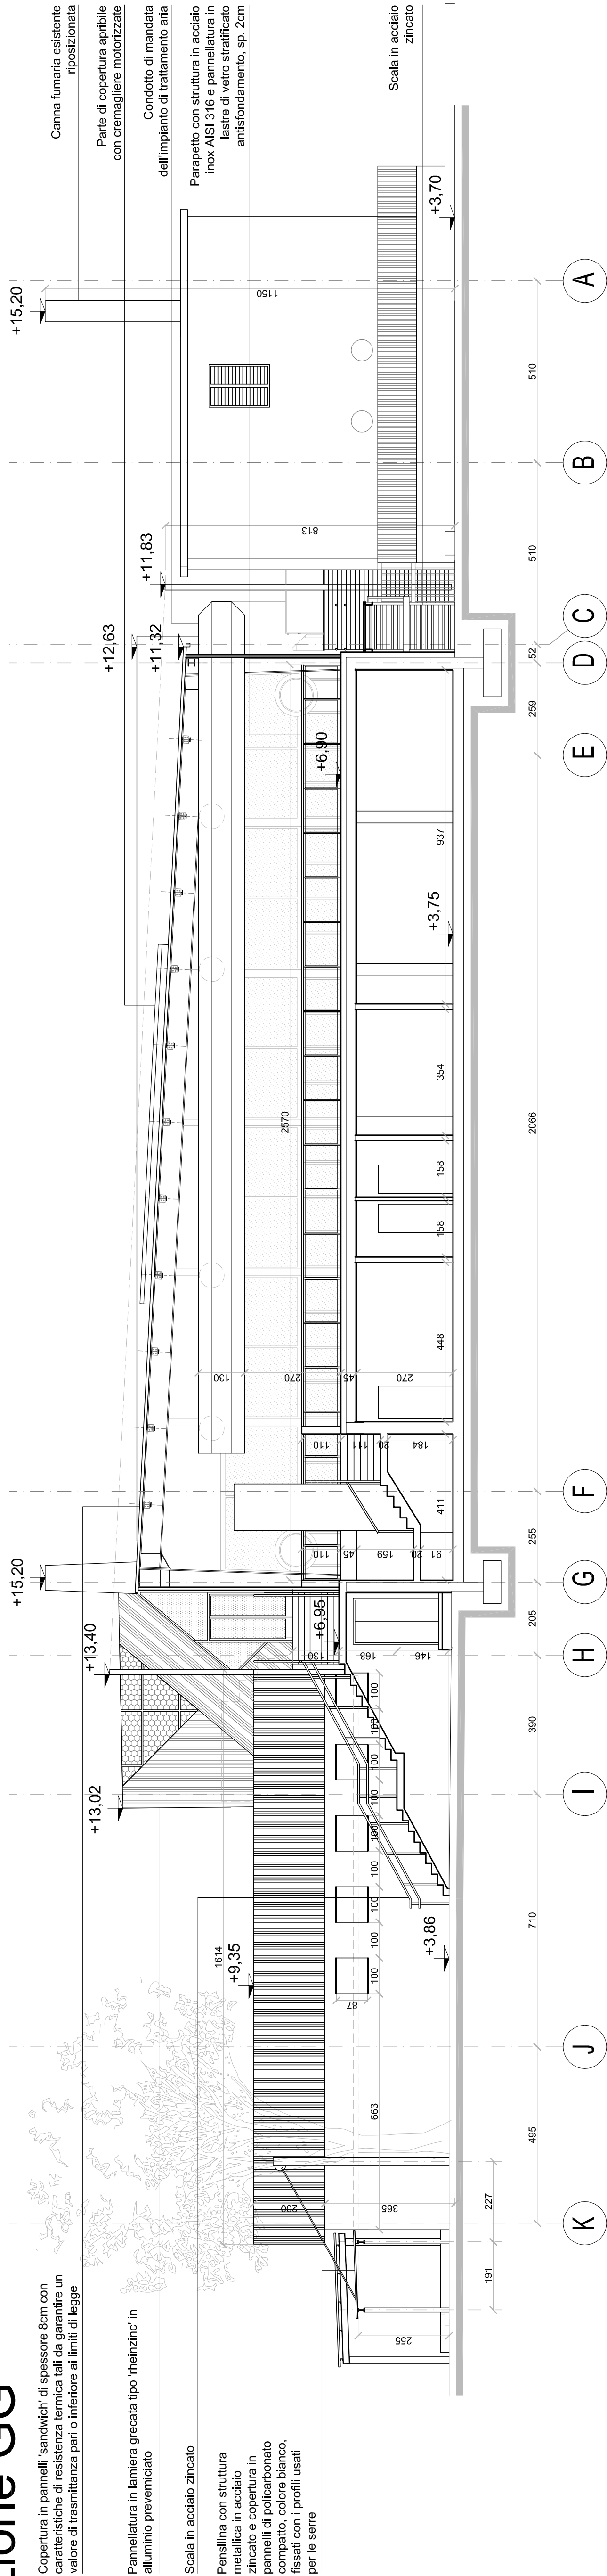 zione GG
Copertura in pannelli 'sandwich' di spessore 8cm con
caratteristiche di resistenza termica tali da garantire un
valore di trasmittanza pari o inferiore ai limiti di legge
Pannellatura in lamiera grecata tipo 'rheinzinc' in
alluminio preverniciato
Scala in acciaio zincato
Pensilina con struttura
metallica in acciaio
zincato e copertura in
pannelli di policarbonato
compatto, colore bianco,
fissati con i profili usati
per le serre
Canna fumaria esistente
riposizionata
Parte di copertura apribile
con cremagliere motorizzate
Condotto di mandata
dell'impianto di trattamento aria
Parapetto con struttura in acciaio
inox AISI 316 e pannellatura in
lastre di vetro stratificato
antisfondamento, sp. 2cm
Scala in acciaio
zincato
+13,02
+13,40
+15,20
+12,63
+11,32
+11,83
+15,20
1614
+9,35
+3,86
+6,95
+6,90
+3,75
+3,70
200
365
255
663
87
100
100
100
100
100
100
100
100
100
130
163
146
110
45
159
20
91
110
111
20
184
411
130
270
45
270
2570
448
158
158
354
937
813
1150
191
227
495
710
390
205
255
2066
259
52
510
510
K
J
I
H
G
F
E
D
C
B
A